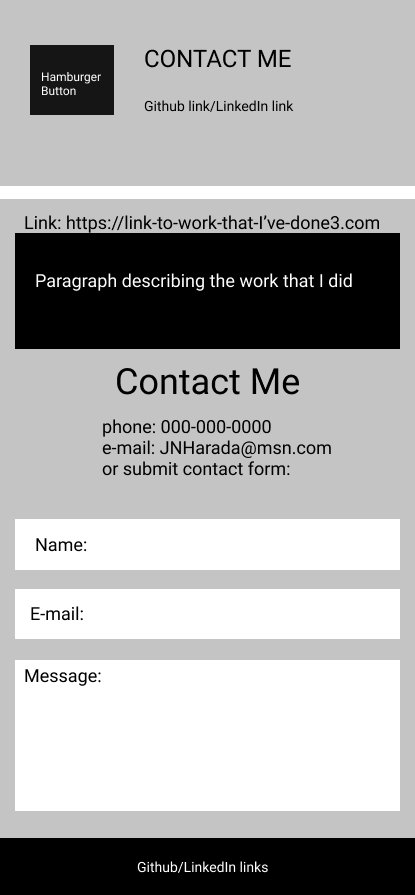 Hamburger
Button
CONTACT ME
Github link/LinkedIn link
Link: https://link-to-work-that-I’ve-done3.com
Paragraph describing the work that I did
Contact Me
phone: 000-000-0000
e-mail: JNHarada@msn.com
or submit contact form:
Name:
E-mail:
Message:
Github/LinkedIn links